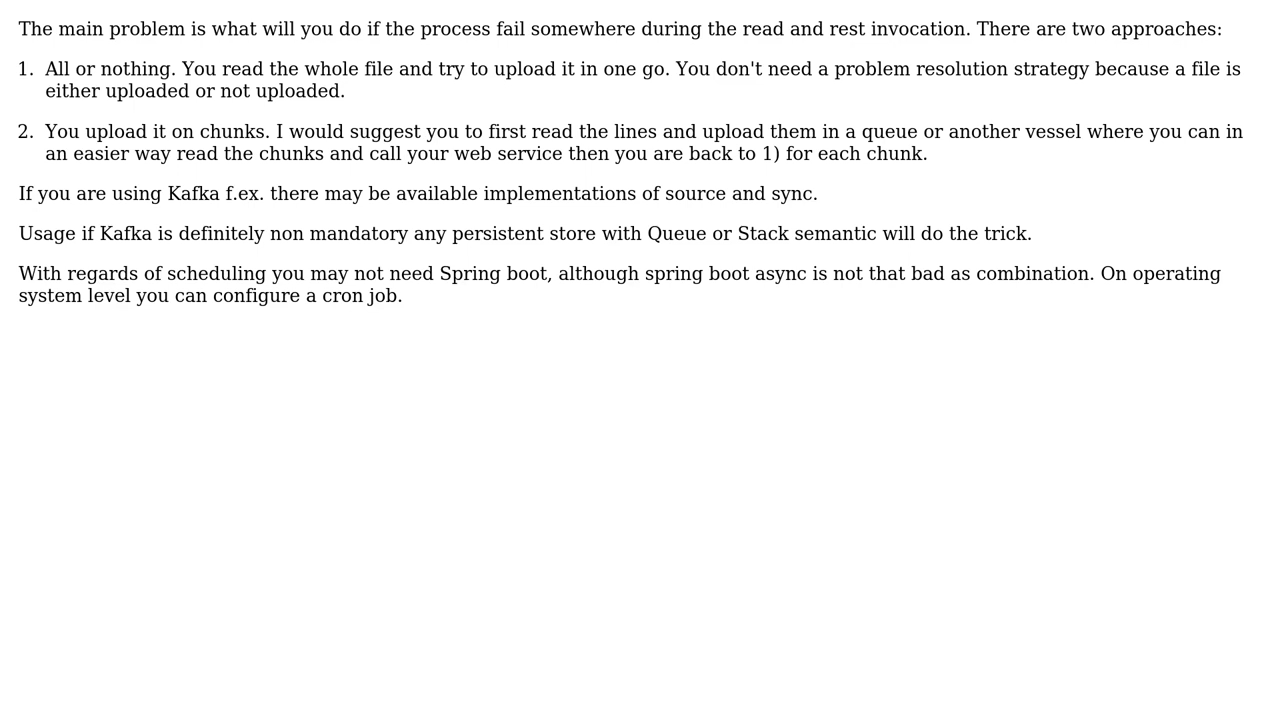 The main problem is what will you do if the process fail somewhere during the read and rest invocation. There are two approaches:
1. All or nothing. You read the whole file and try to upload it in one go. You don't need a problem resolution strategy because a file is
either uploaded or not uploaded.
2. You upload it on chunks. I would suggest you to first read the lines and upload them in a queue or another vessel where you can in
an easier way read the chunks and call your web service then you are back to 1) for each chunk.
If you are using Kafka f.ex. there may be available implementations of source and sync.
Usage if Kafka is definitely non mandatory any persistent store with Queue or Stack semantic will do the trick.
With regards of scheduling you may not need Spring boot, although spring boot async is not that bad as combination. On operating
system level you can configure a cron job.